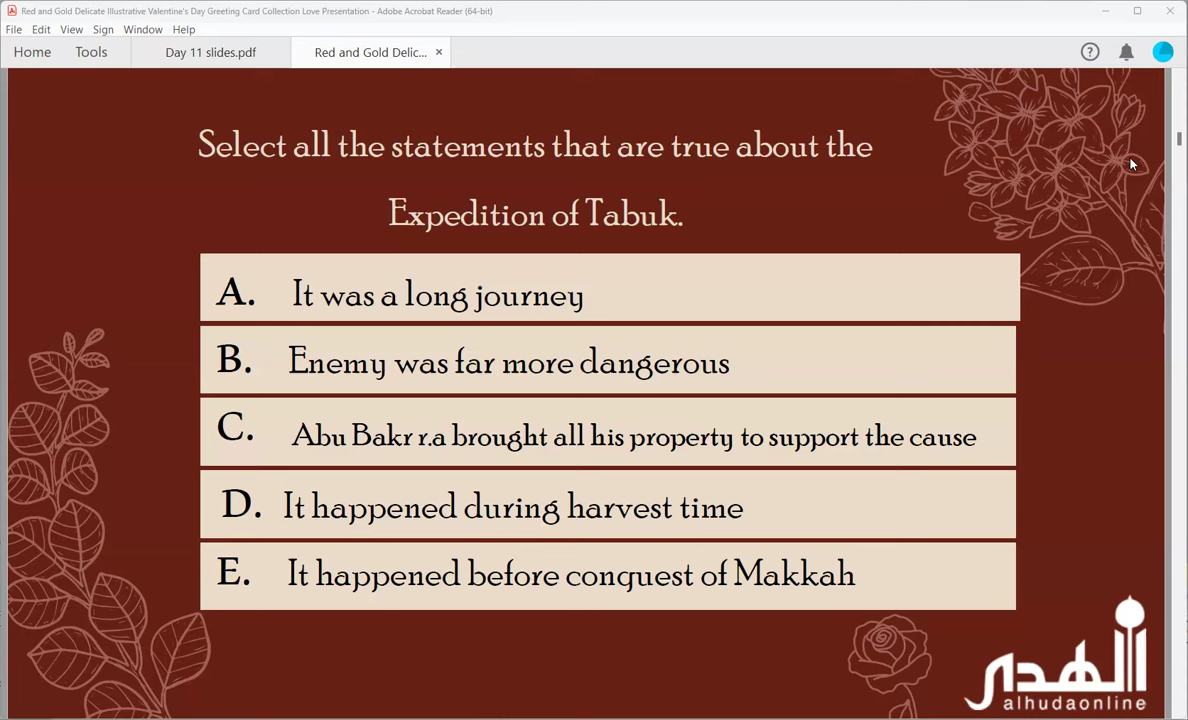 Red and Gold Delicate Illustrative Valentine's Day Greeting Card Collection Love Presentation - Adobe Acrobat Reader (64-bit)
File Edit View Sign Window Help
Home Tools Day 11 slides.pdf Red and Gold Delic... ×
Select all the statements that are true about the
Expedition of Tabuk.
A. It was a long journey
B. Enemy was far more dangerous
C. Abu Bakr r.a brought all his property to support the cause
D. It happened during harvest time
E. It happened before conquest of Makkah
الهدى
alhudaonline